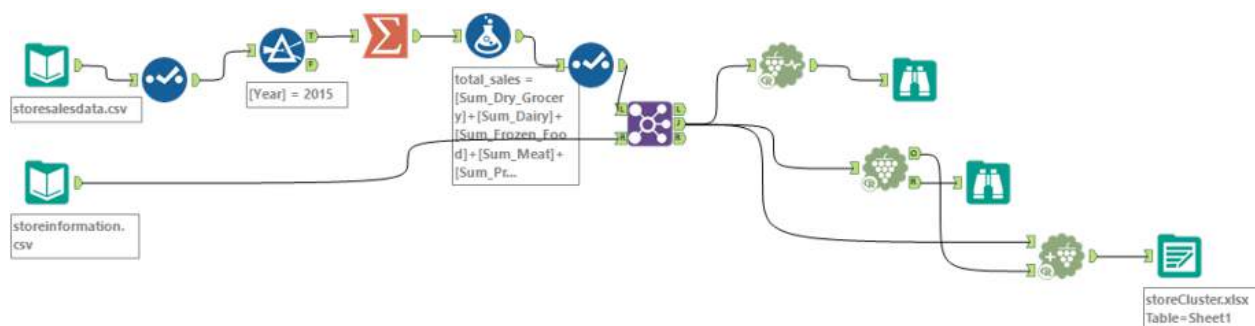 storesalesdata.csv
T
F
[Year] = 2015
total_sales =
[Sum_Dry_Grocer
y]+[Sum_Dairy]+
[Sum_Frozen_Foo
d]+[Sum_Meat]+
[Sum_Pr...
L
R
L
J
R
R
O
R
R
R
storeinformation.
csv
storeCluster.xlsx
Table=Sheet1